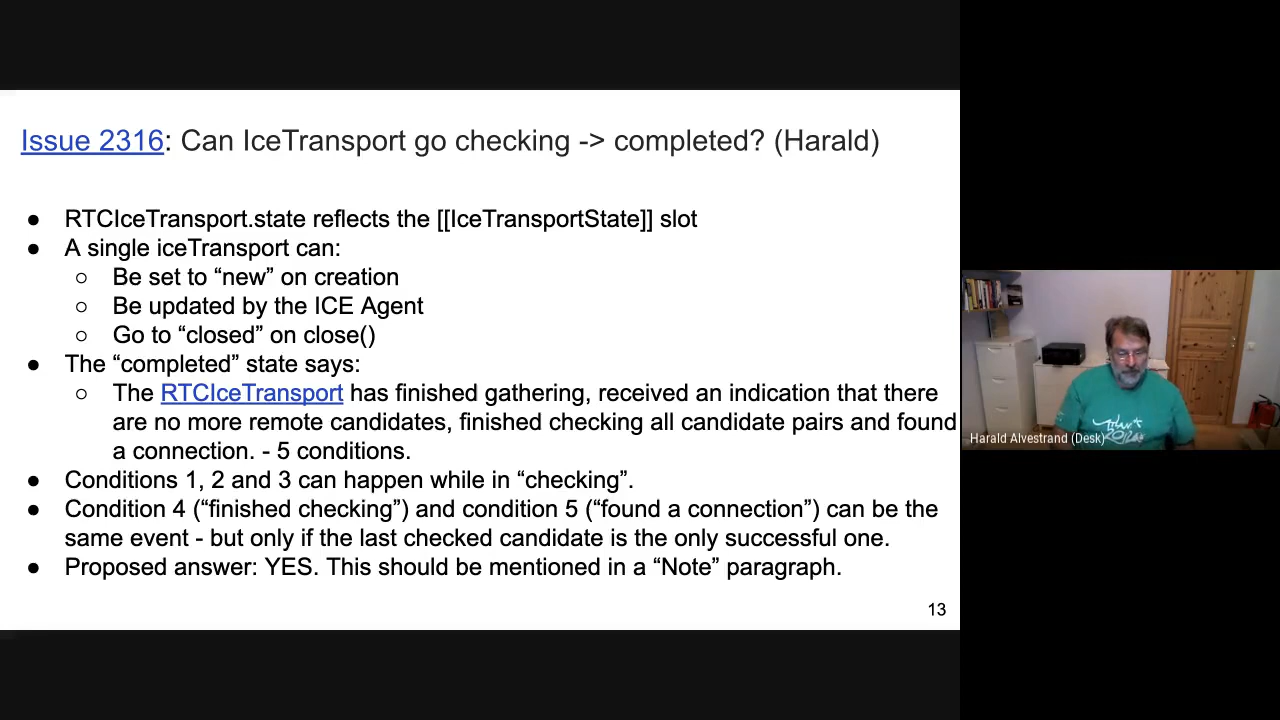 Issue 2316: Can IceTransport go checking -> completed? (Harald)
● RTCIceTransport.state reflects the [[IceTransportState]] slot
● A single iceTransport can:
○ Be set to “new” on creation
○ Be updated by the ICE Agent
○ Go to “closed” on close()
● The “completed” state says:
○ The RTCIceTransport has finished gathering, received an indication that there
are no more remote candidates, finished checking all candidate pairs and found
a connection. - 5 conditions.
● Conditions 1, 2 and 3 can happen while in “checking”.
● Condition 4 (“finished checking”) and condition 5 (“found a connection”) can be the
same event - but only if the last checked candidate is the only successful one.
● Proposed answer: YES. This should be mentioned in a “Note” paragraph.
13
Harald Alvestrand (Desk)